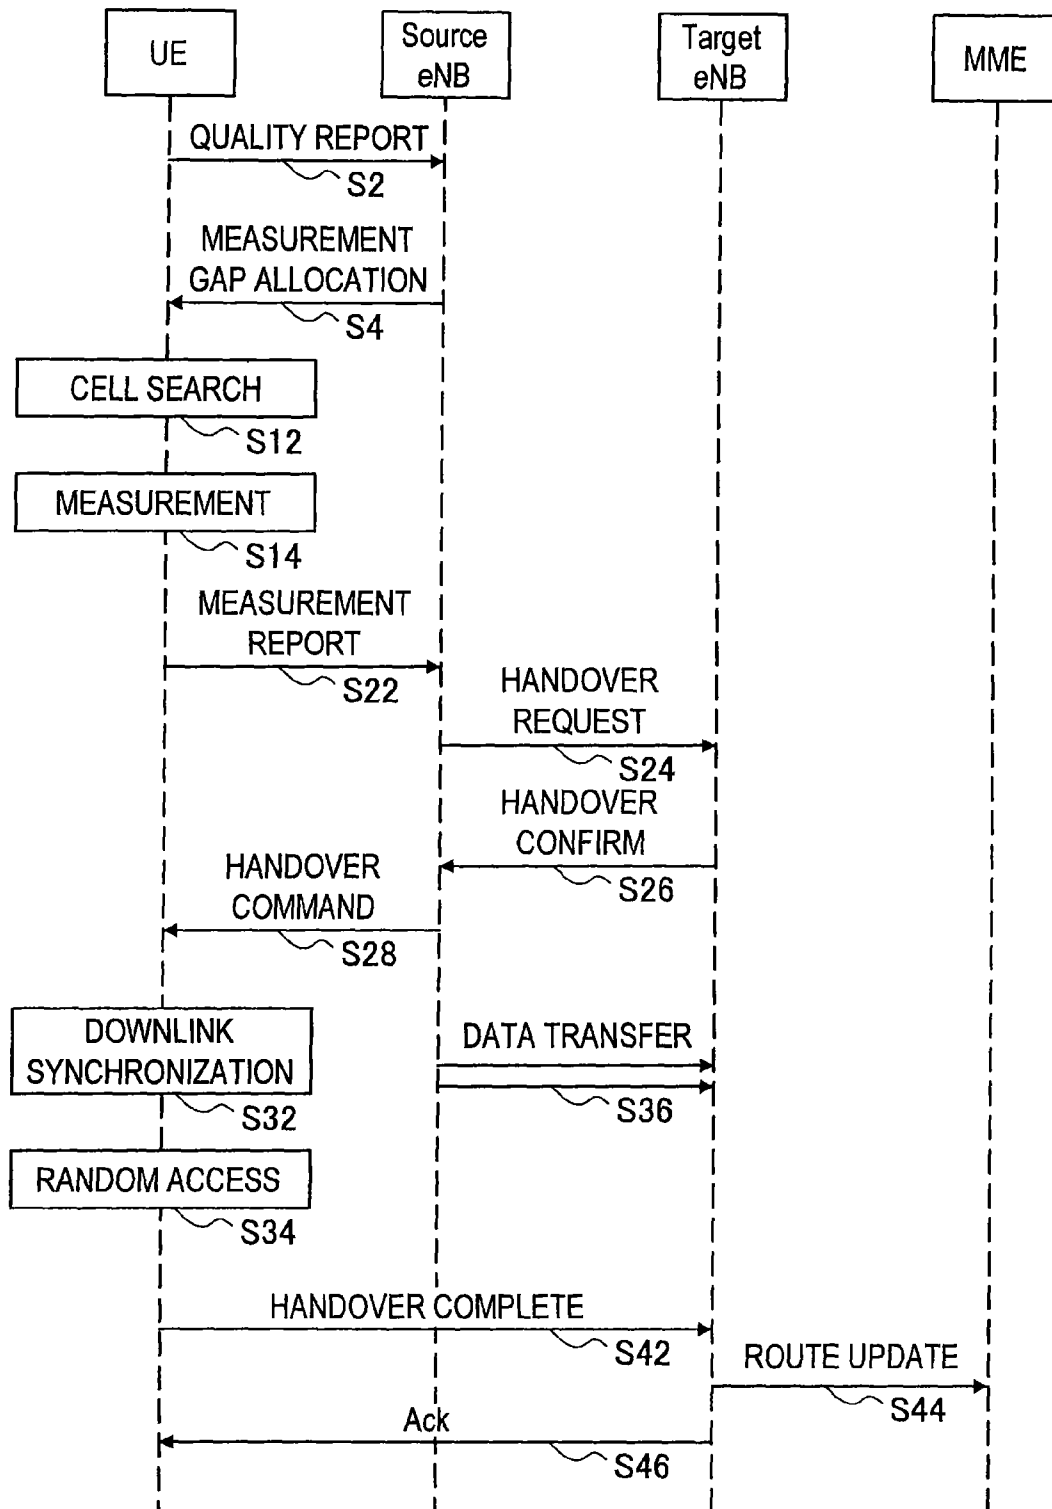 UE
Source
eNB
Target
eNB
MME
QUALITY REPORT
S2
MEASUREMENT
GAP ALLOCATION
S4
CELL SEARCH
S12
MEASUREMENT
S14
MEASUREMENT
REPORT
S22
HANDOVER
REQUEST
S24
HANDOVER
CONFIRM
S26
HANDOVER
COMMAND
S28
DOWNLINK
SYNCHRONIZATION
S32
DATA TRANSFER
S36
RANDOM ACCESS
S34
HANDOVER COMPLETE
S42
ROUTE UPDATE
S44
Ack
S46